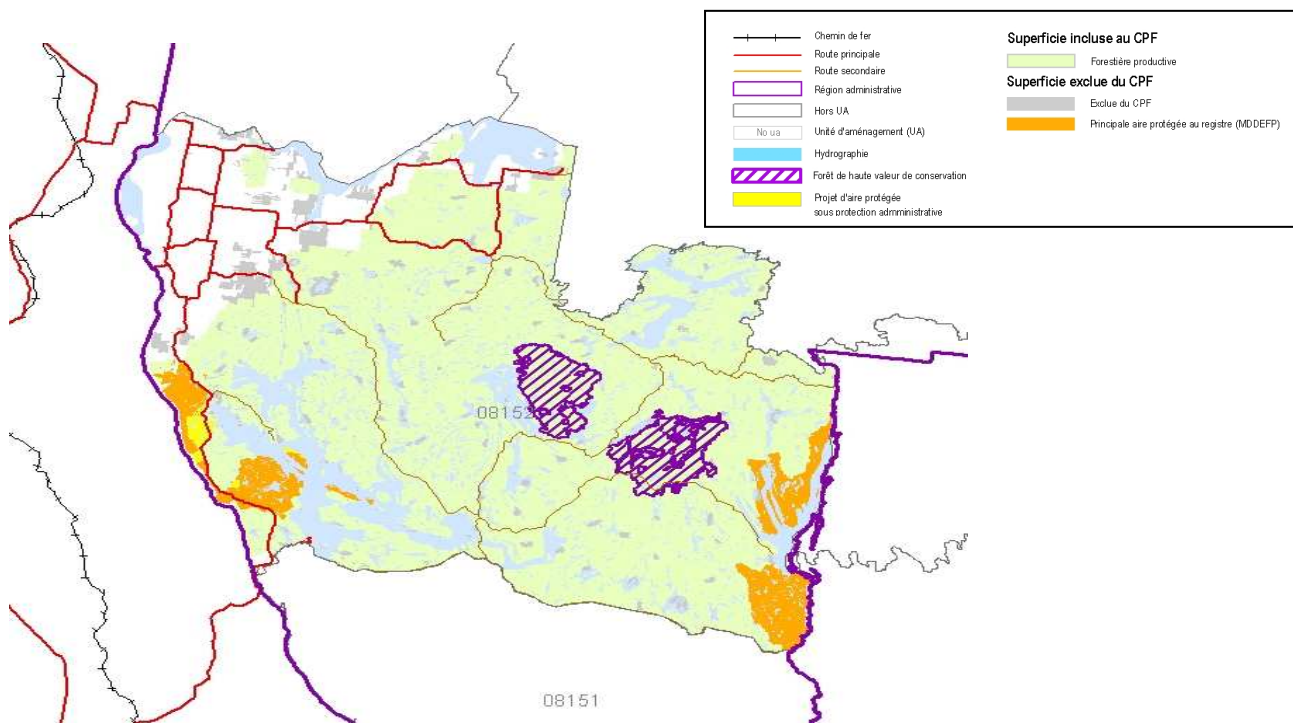 Chemin de fer
Route principale
Route secondaire
Région administrative
Hors UA
No ua Unité d'aménagement (UA)
Hydrographie
Forêt de haute valeur de conservation
Projet d'aire protégée
sous protection admministrative
Superficie incluse au CPF
Forestière productive
Superficie exclue du CPF
Exclue du CPF
Principale aire protégée au registre (MDDEFP)
08152
08151